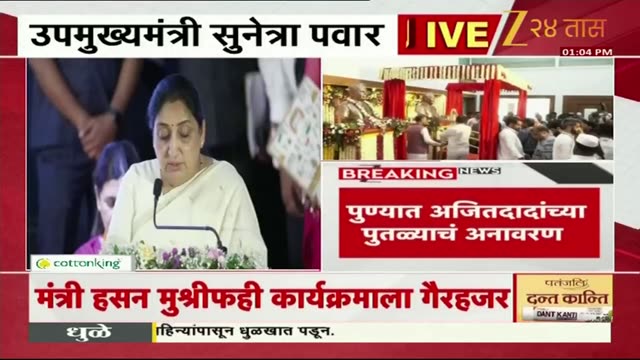 उपमुख्यमंत्री सुनेत्रा पवार
LIVE
२४ तास
01:04 PM
BREAKING NEWS
पुण्यात अजितदादांच्या
पुतळ्याचं अनावरण
cottonking
मंत्री हसन मुश्रीफही कार्यक्रमाला गैरहजर
पतंजलि
दन्त कान्ति
DANT KANTI
धुळे
हिन्यांपासून धुळखात पडून.